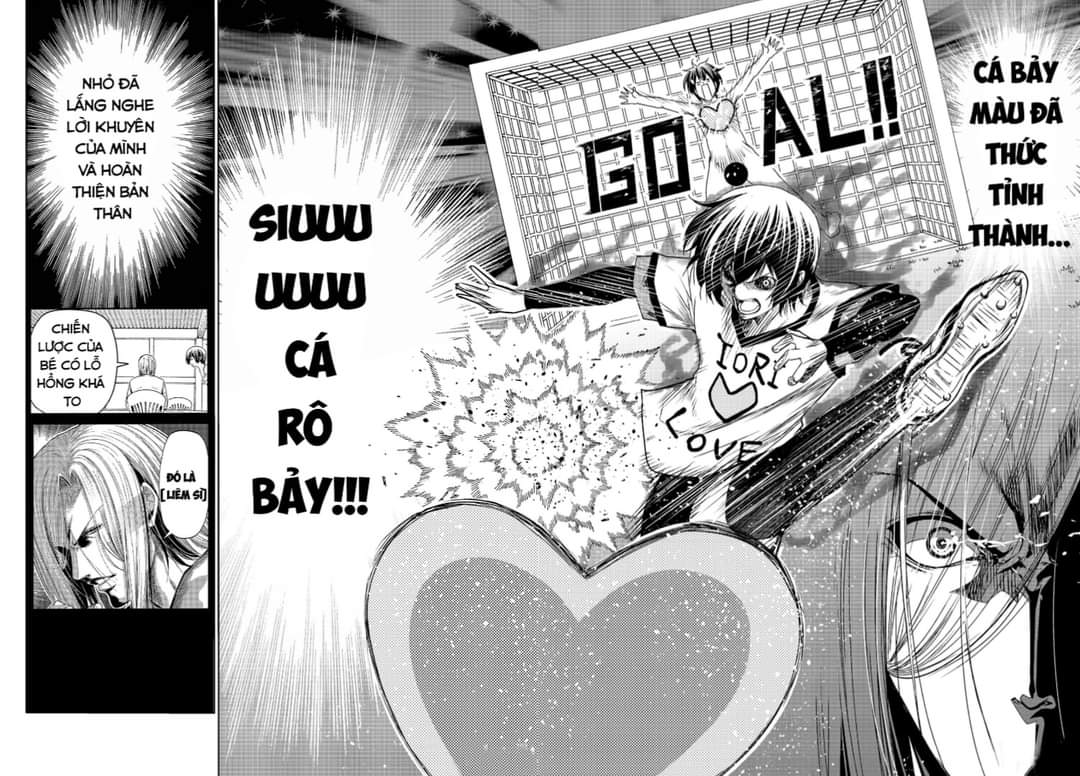 CÁ BẢY
MÀU ĐÃ
THỨC
TỈNH
THÀNH...
GOAL!!
IORI
LOVE
SIUUU
UUUU
CÁ
RÔ
BẢY!!!
NHỎ ĐÃ
LẮNG NGHE
LỜI KHUYÊN
CỦA MÌNH
VÀ HOÀN
THIỆN BẢN
THÂN
CHIẾN
LƯỢC CỦA
BÉ CÓ LỖ
HỔNG KHÁ
TO
ĐÓ LÀ
[LIÊM SỈ]